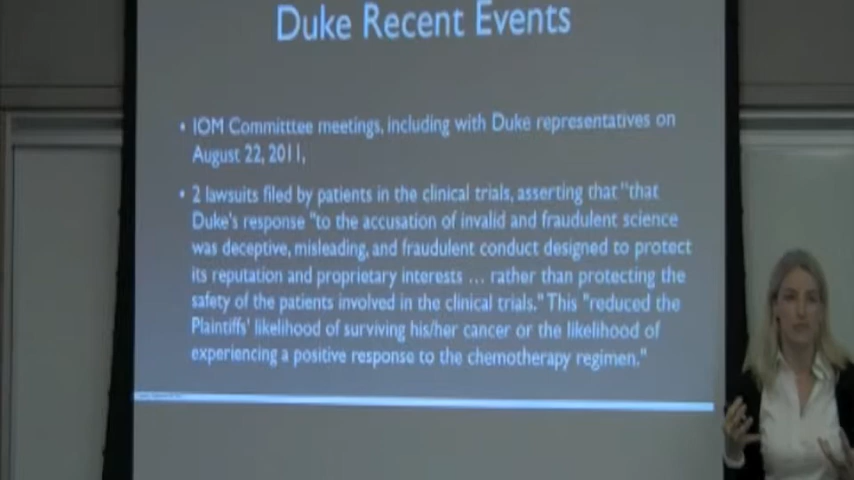 Duke Recent Events
• IOM Committtee meetings, including with Duke representatives on
August 22, 2011,
• 2 lawsuits filed by patients in the clinical trials, asserting that "that
Duke's response "to the accusation of invalid and fraudulent science
was deceptive, misleading, and fraudulent conduct designed to protect
its reputation and proprietary interests ... rather than protecting the
safety of the patients involved in the clinical trials." This "reduced the
Plaintiffs' likelihood of surviving his/her cancer or the likelihood of
experiencing a positive response to the chemotherapy regimen."